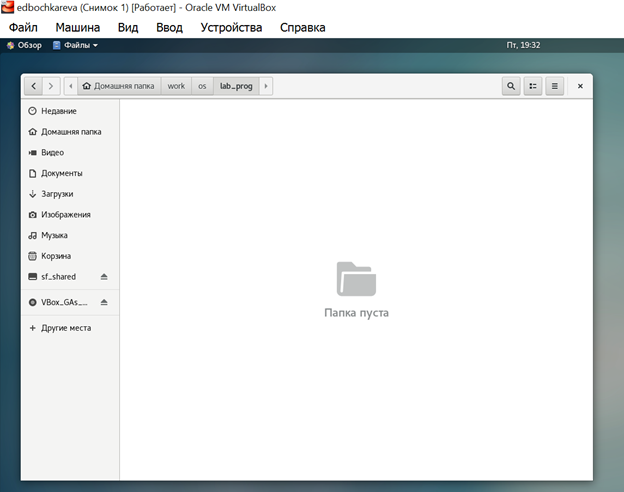 edbochkareva (Снимок 1) [Работает] - Oracle VM VirtualBox
Файл Машина Вид Ввод Устройства Справка
Обзор Файлы Пт, 19:32
Домашняя папка work os lab_prog
Недавние
Домашняя папка
Видео
Документы
Загрузки
Изображения
Музыка
Корзина
sf_shared
VBox_GAs_...
Другие места
Папка пуста